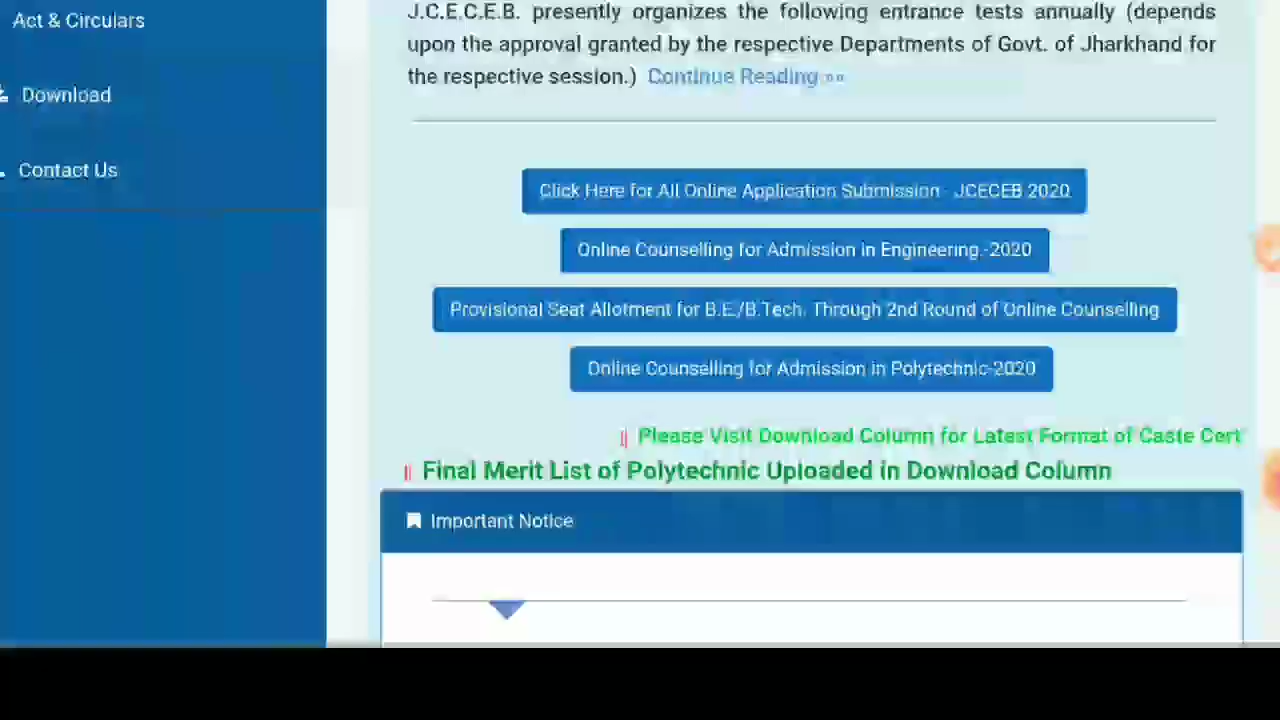 Act & Circulars
Download
Contact Us
J.C.E.C.E.B. presently organizes the following entrance tests annually (depends
upon the approval granted by the respective Departments of Govt. of Jharkhand for
the respective session.) Continue Reading »»
Click Here for All Online Application Submission - JCECEB 2020
Online Counselling for Admission in Engineering.-2020
Provisional Seat Allotment for B.E./B.Tech. Through 2nd Round of Online Counselling
Online Counselling for Admission in Polytechnic-2020
|| Please Visit Download Column for Latest Format of Caste Cert
|| Final Merit List of Polytechnic Uploaded in Download Column
Important Notice